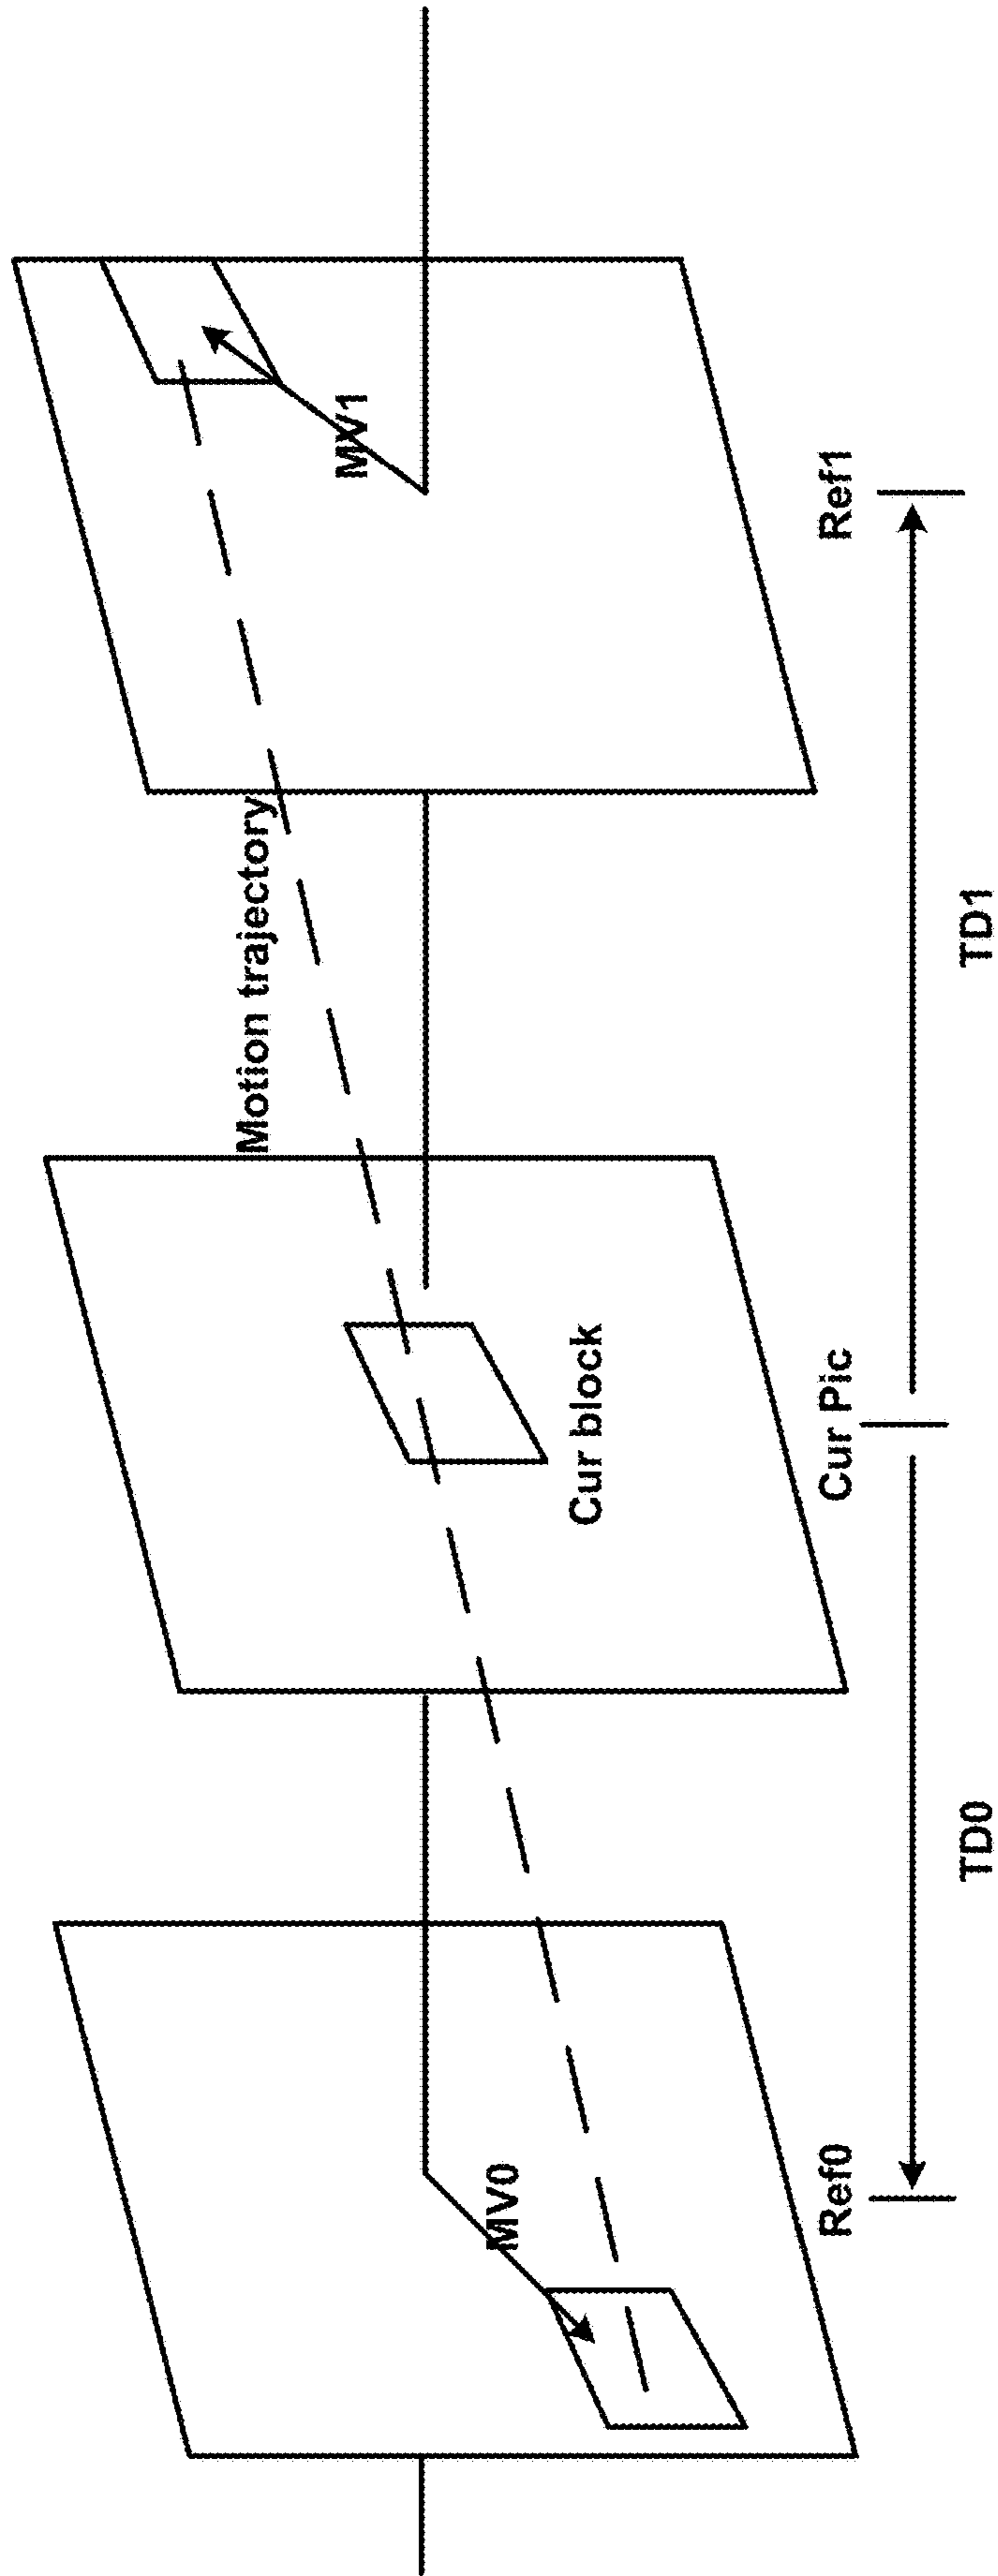 Motion trajectory
MV1
MV0
Cur block
Ref0
Cur Pic
Ref1
TD0
TD1